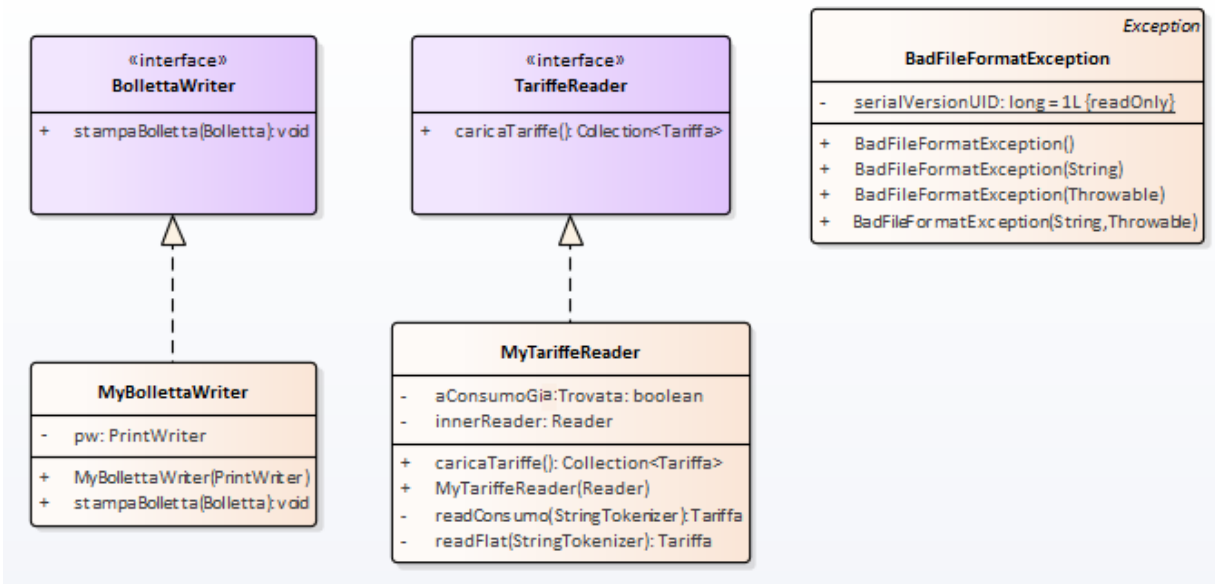 «interface»
BollettaWriter
+ stampaBolletta(Bolletta):void
«interface»
TariffeReader
+ caricaTariffe(): Collection<Tariffa>
Exception
BadFileFormatException
- serialVersionUID: long = 1L {readOnly}
+ BadFileFormatException()
+ BadFileFormatException(String)
+ BadFileFormatException(Throwable)
+ BadFileFormatException(String,Throwable)
MyBollettaWriter
- pw: PrintWriter
+ MyBollettaWriter(PrintWriter)
+ stampaBolletta(Bolletta):void
MyTariffeReader
- aConsumoGia:Trovata: boolean
- innerReader: Reader
+ caricaTariffe(): Collection<Tariffa>
+ MyTariffeReader(Reader)
- readConsumo(StringTokenizer):Tariffa
- readFlat(StringTokenizer): Tariffa